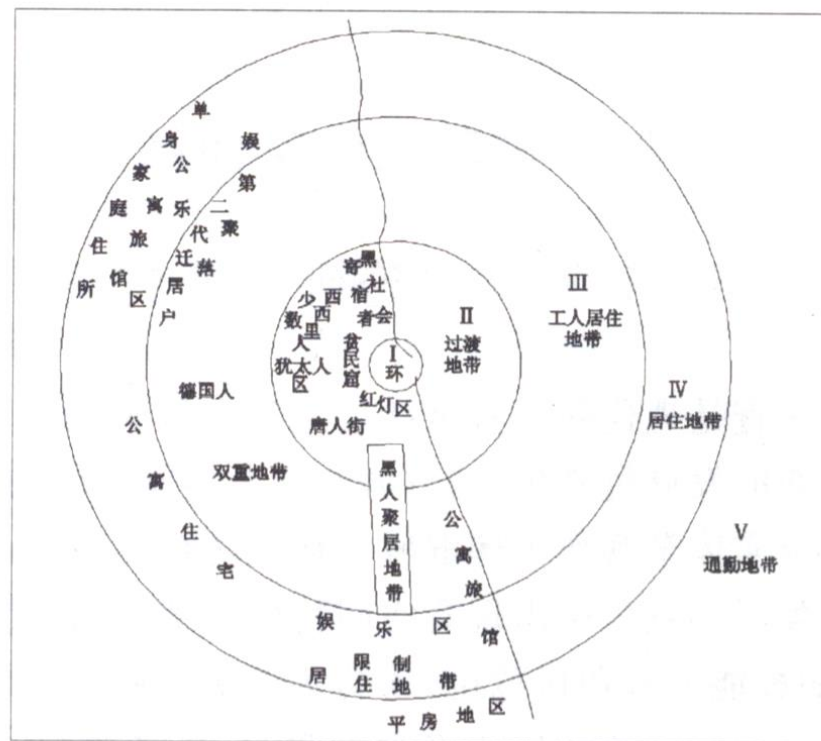 单身家庭住所
公寓旅馆
娱乐区
第二代迁居户
聚落
黑社会
寄宿者
西西里
少数人
犹太人区
贫民窟
I
环
红灯区
唐人街
II
过渡
地带
III
工人居住
地带
IV
居住地带
V
通勤地带
德国人
双重地带
公寓住宅
黑人聚居地带
公寓旅馆
娱乐区
限制
居住地带
平房地区